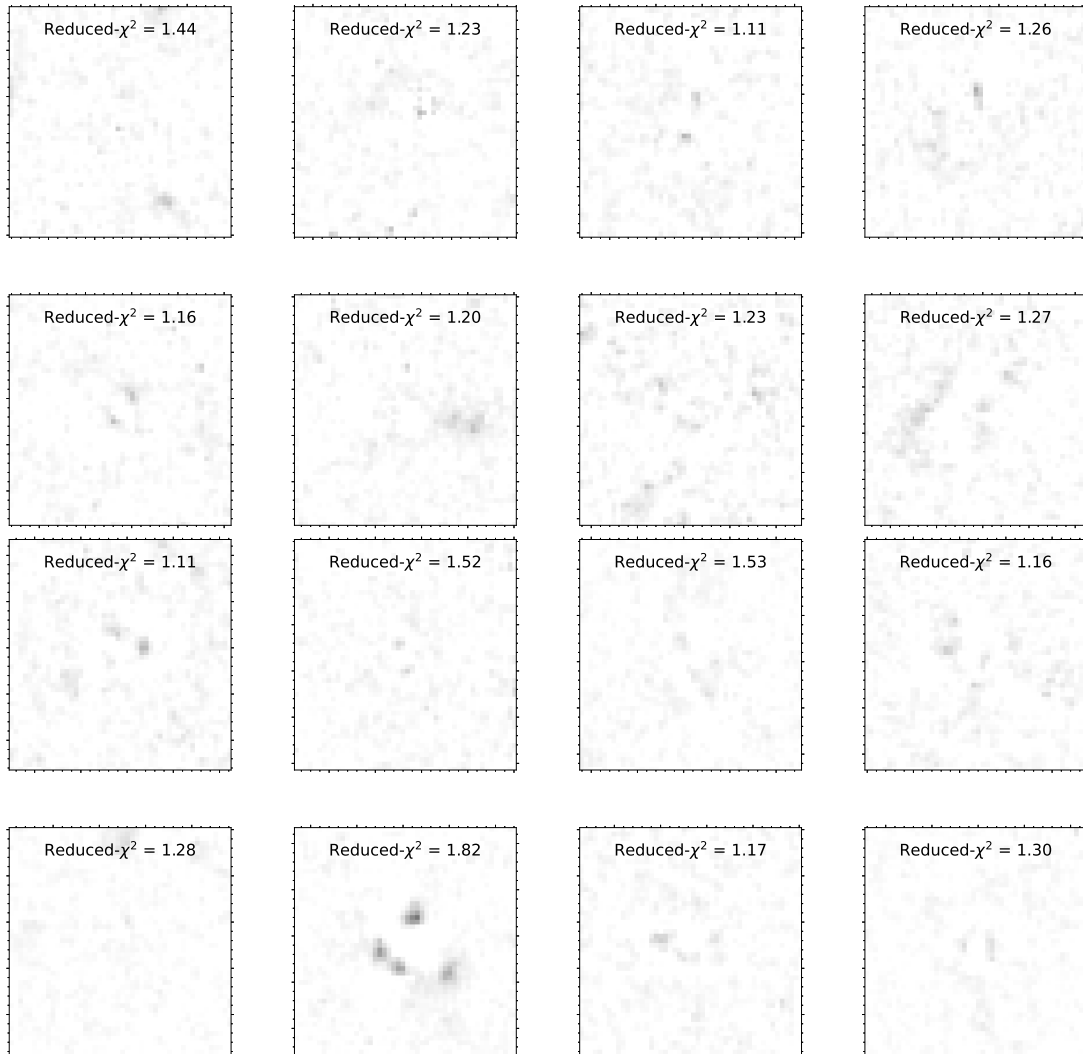 Reduced-χ² = 1.44
Reduced-χ² = 1.23
Reduced-χ² = 1.11
Reduced-χ² = 1.26
Reduced-χ² = 1.16
Reduced-χ² = 1.20
Reduced-χ² = 1.23
Reduced-χ² = 1.27
Reduced-χ² = 1.11
Reduced-χ² = 1.52
Reduced-χ² = 1.53
Reduced-χ² = 1.16
Reduced-χ² = 1.28
Reduced-χ² = 1.82
Reduced-χ² = 1.17
Reduced-χ² = 1.30